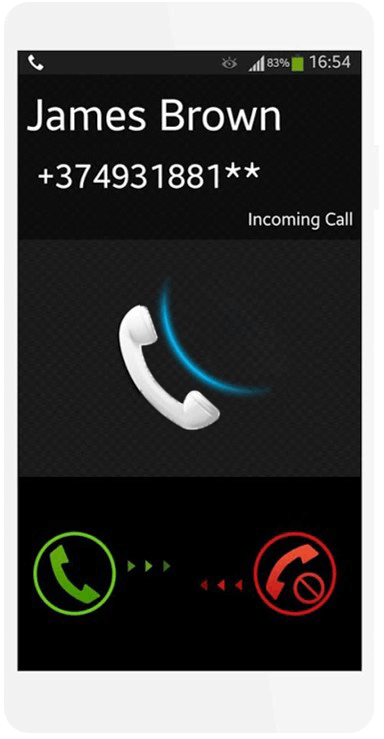 83% 16:54
James Brown
+374931881**
Incoming Call